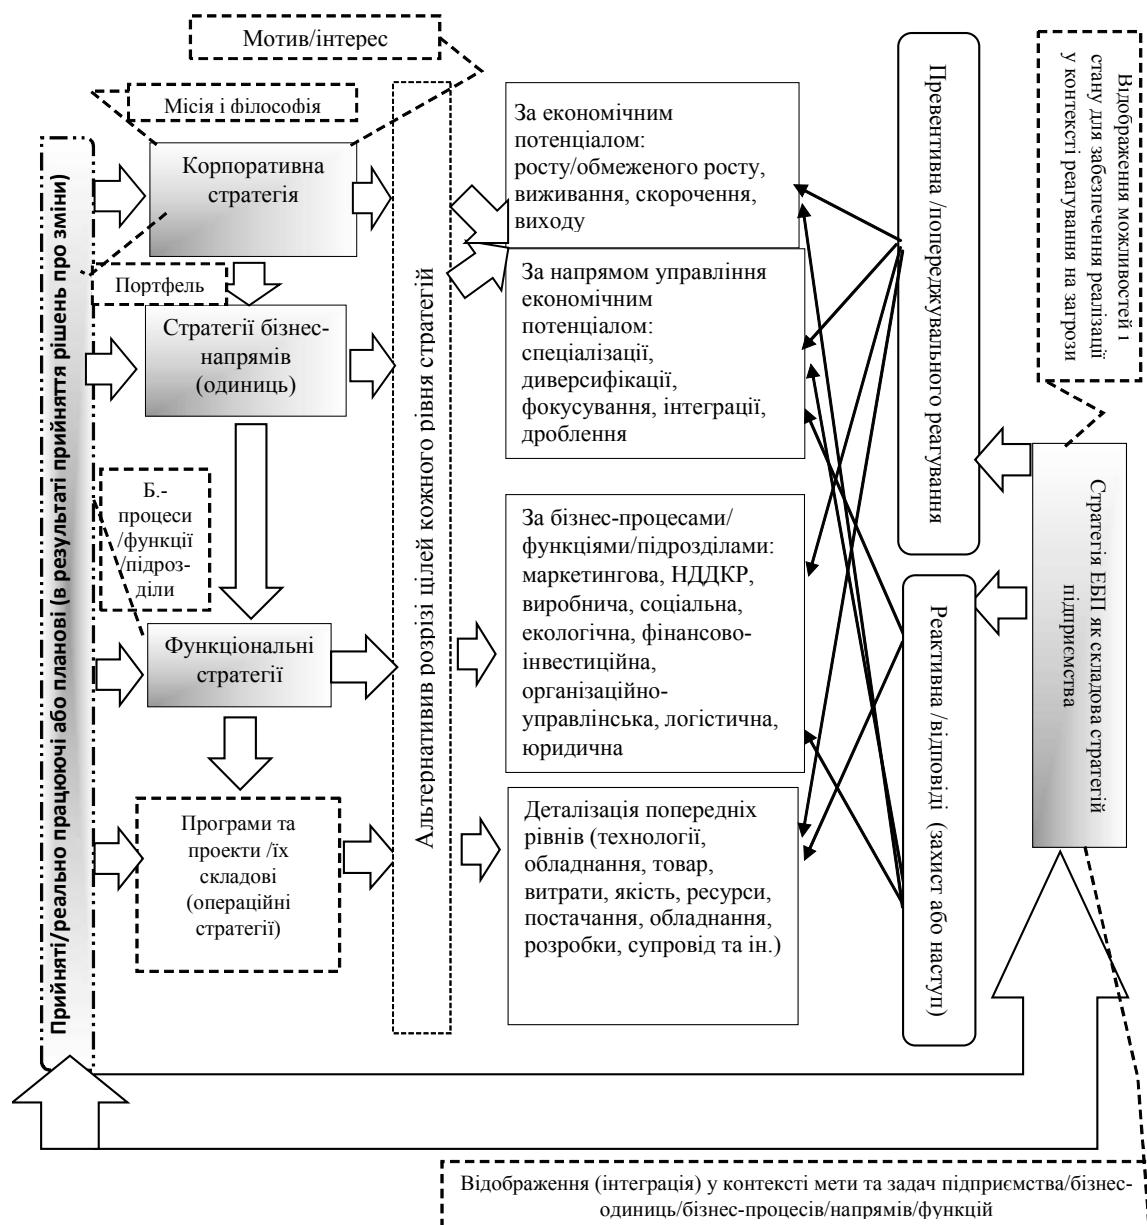 Мотив/інтерес
Місія і філософія
Прийняті/реально працюючі або планові (в результаті прийняття рішень про зміни)
Корпоративна
стратегія
Портфель
Стратегії бізнес-
напрямів
(одиниць)
Б.-
процеси
/функції
/підроз-
діли
Функціональні
стратегії
Програми та
проекти /їх
складові
(операційні
стратегії)
Альтернативив розрізі цілей кожного рівня стратегій
За економічним
потенціалом:
росту/обмеженого росту,
виживання, скорочення,
виходу
За напрямом управління
економічним
потенціалом:
спеціалізації,
диверсифікації,
фокусування, інтеграції,
дроблення
За бізнес-процесами/
функціями/підрозділами:
маркетингова, НДДКР,
виробнича, соціальна,
екологічна, фінансово-
інвестиційна,
організаційно-
управлінська, логістична,
юридична
Деталізація попередніх
рівнів (технології,
обладнання, товар,
витрати, якість, ресурси,
постачання, обладнання,
розробки, супровід та ін.)
Превентивна /попереджувального реагування
Реактивна /відповіді  (захист або наступ)
Відображення можливостей і
стану для забезпечення реалізації
у контексті реагування на загрози
Стратегія ЕБП як складова стратегій
підприємства
Відображення (інтеграція) у контексті мети та задач підприємства/бізнес-
одиниць/бізнес-процесів/напрямів/функцій